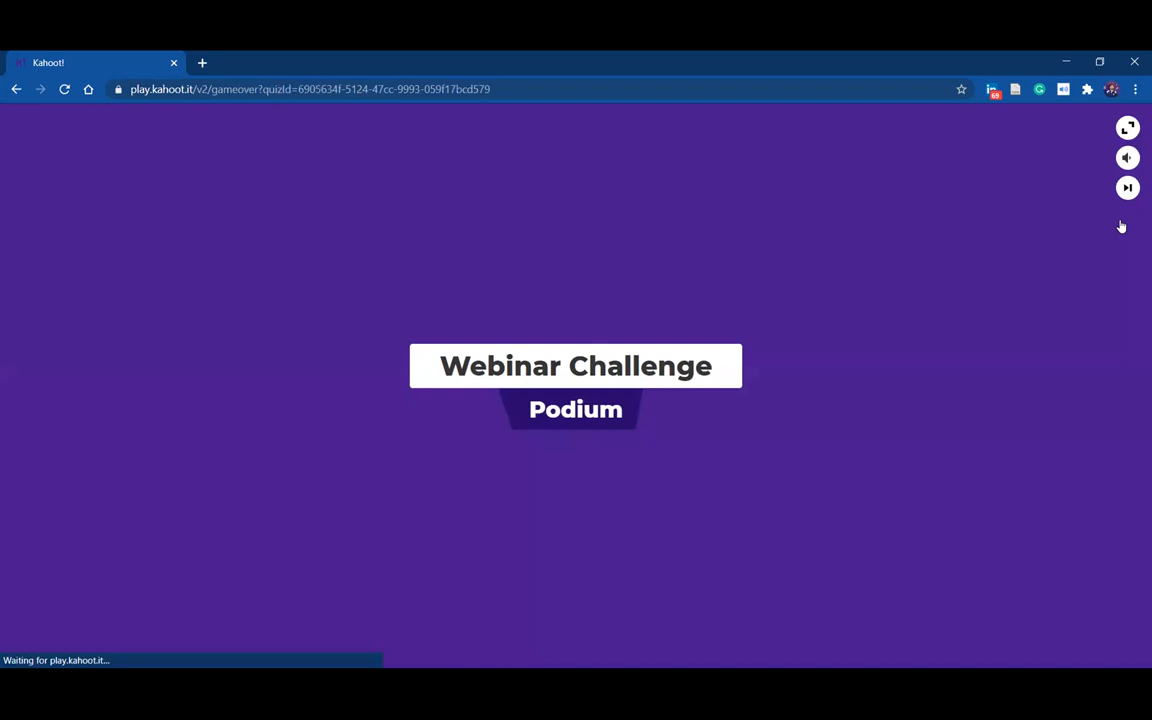 Kahoot!
play.kahoot.it/v2/gameover?quizId=6905634f-5124-47cc-9993-059f17bcd579
69
Webinar Challenge
Podium
Waiting for play.kahoot.it...